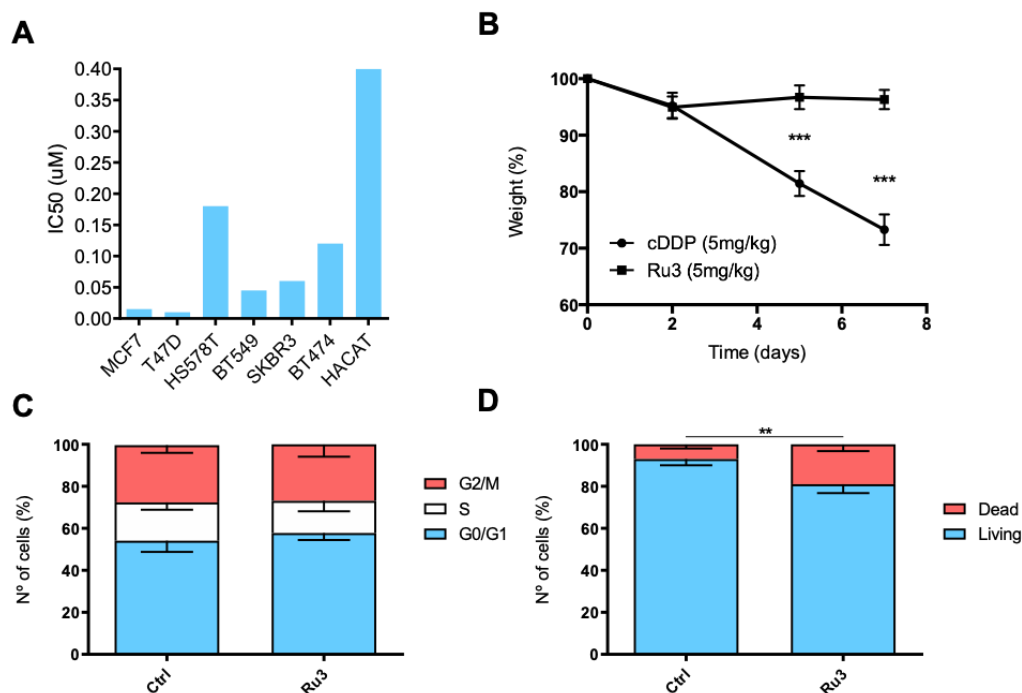 A
IC50 (uM)
0.40
0.35
0.30
0.25
0.20
0.15
0.10
0.05
0.00
MCF7
T47D
HS578T
BT549
SKBR3
BT474
HACAT
B
Weight (%)
100
90
80
70
60
***
***
cDDP (5mg/kg)
Ru3 (5mg/kg)
0 2 4 6 8
Time (days)
C
Nº of cells (%)
100
80
60
40
20
0
Ctrl
Ru3
G2/M
S
G0/G1
D
Nº of cells (%)
**
100
80
60
40
20
0
Ctrl
Ru3
Dead
Living